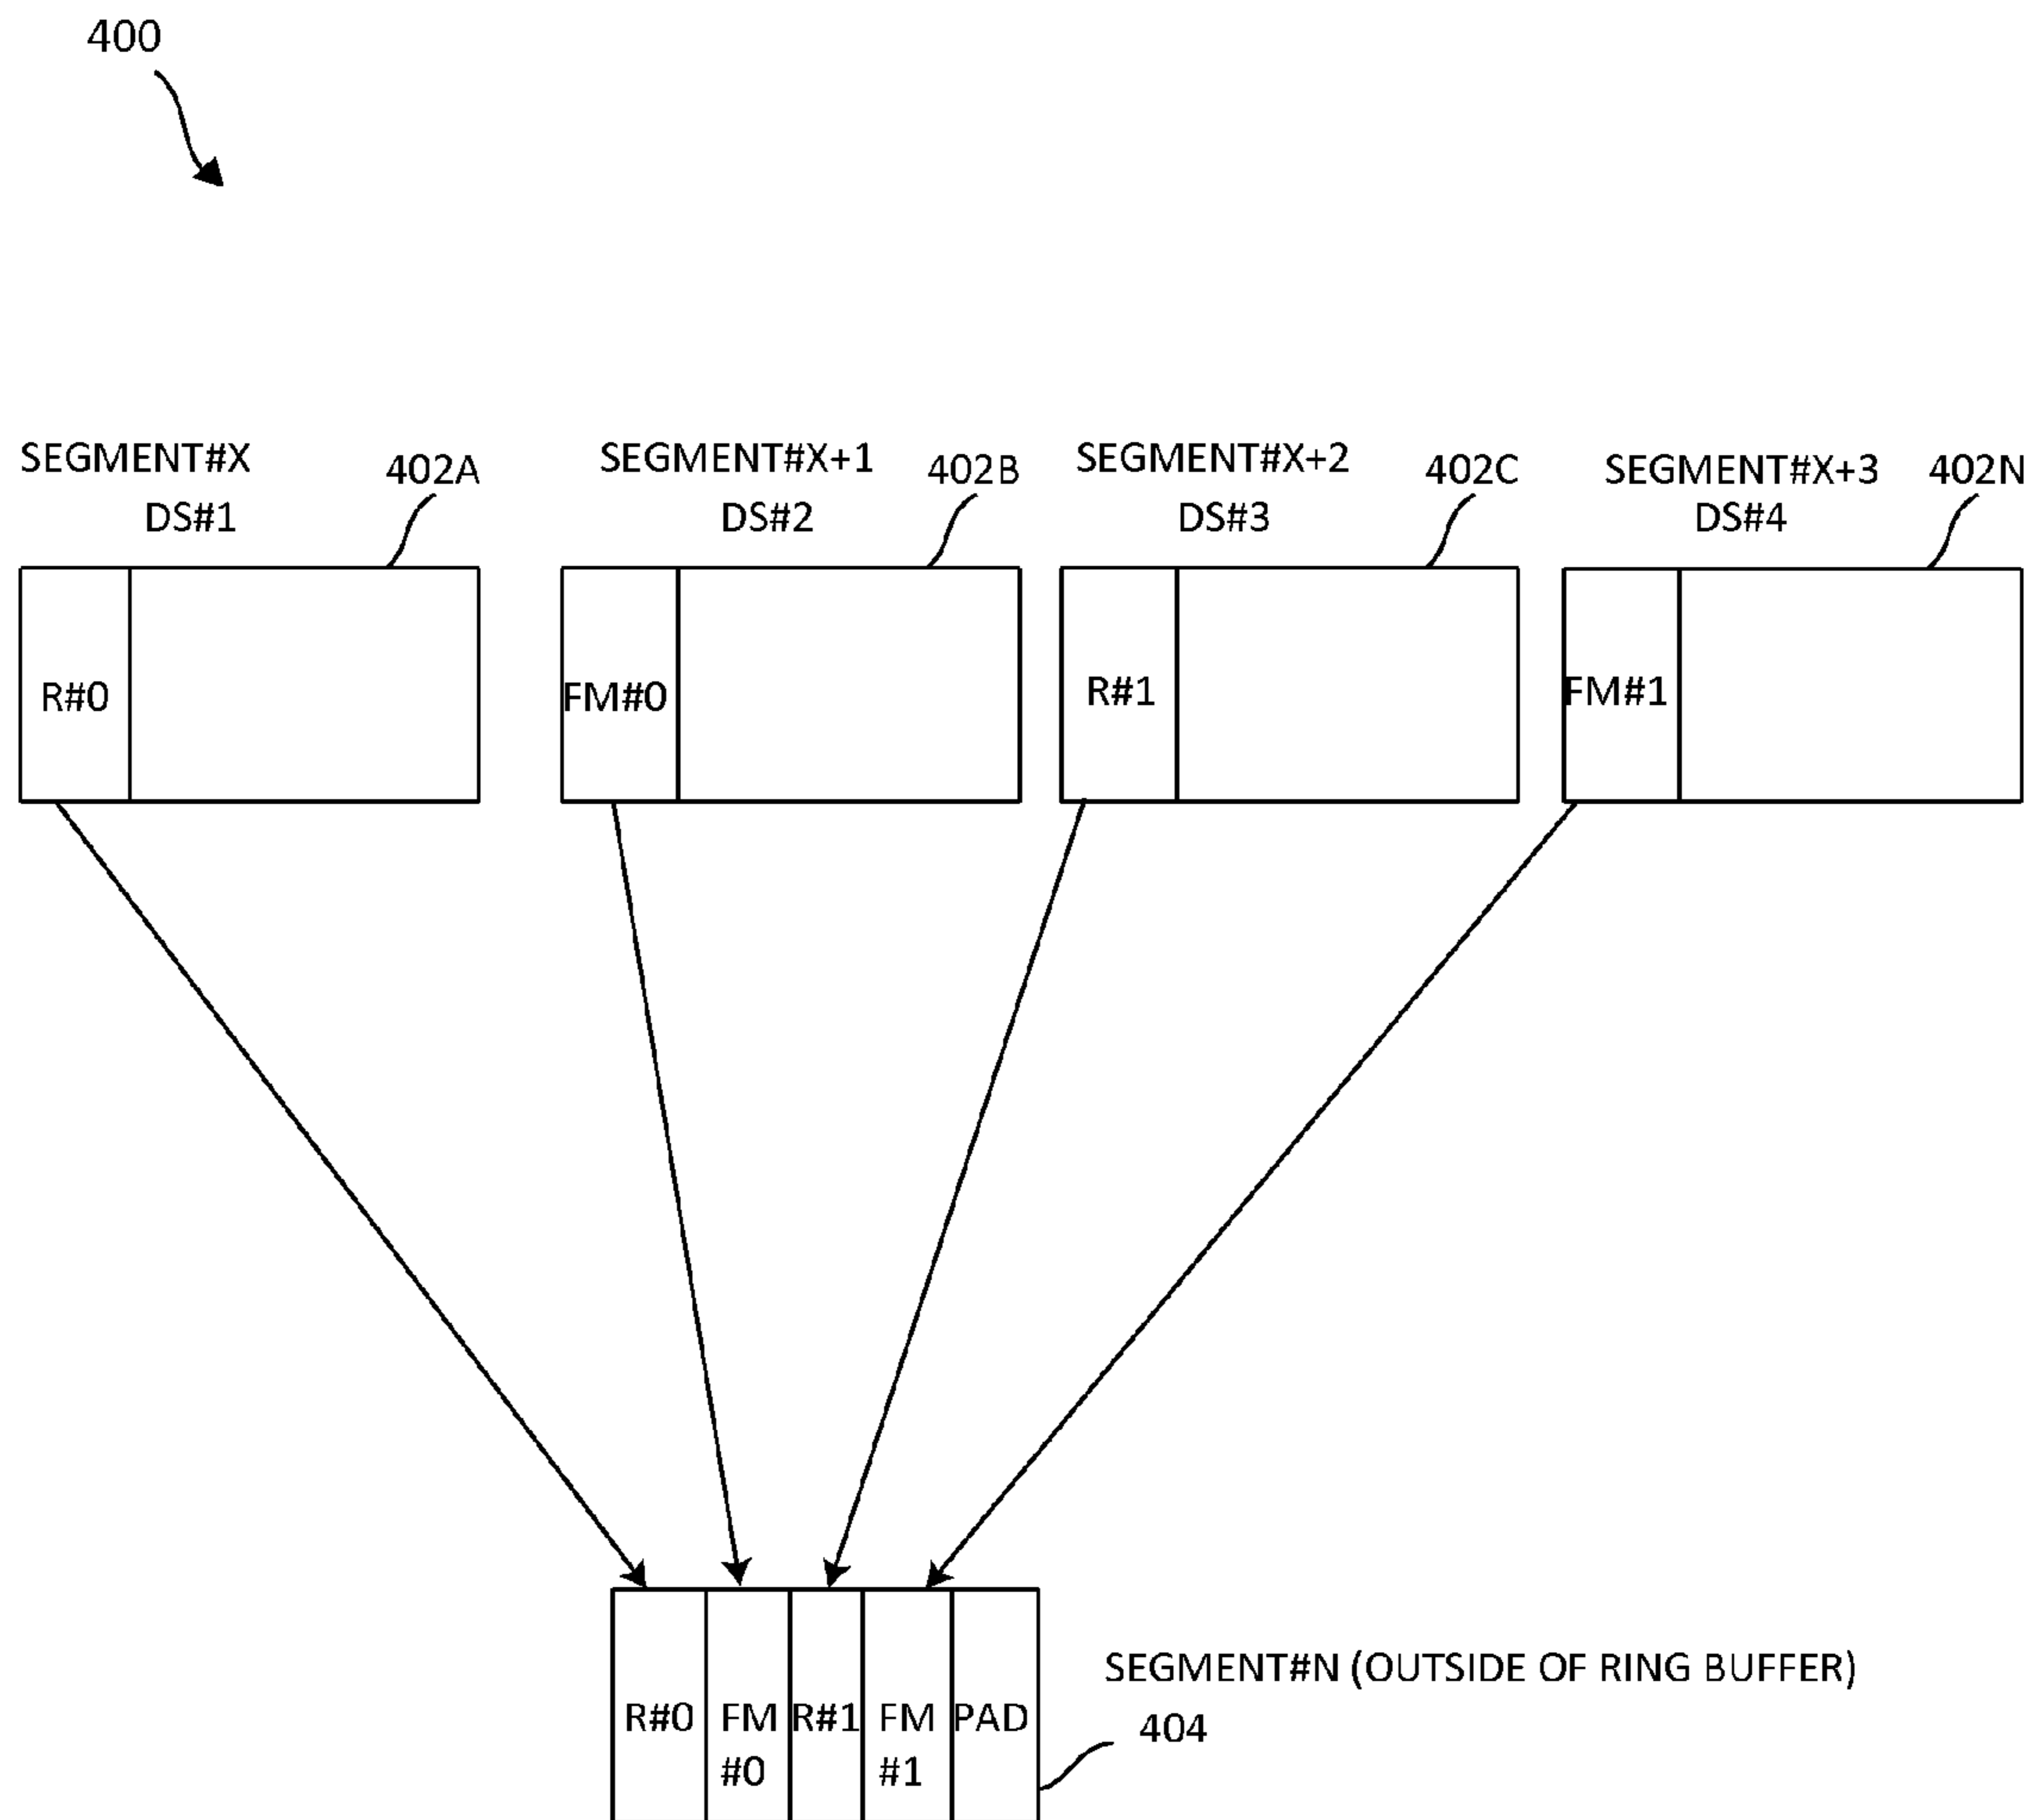 400
SEGMENT#X
DS#1
402A
SEGMENT#X+1
DS#2
402B
SEGMENT#X+2
DS#3
402C
SEGMENT#X+3
DS#4
402N
R#0
FM#0
R#1
FM#1
R#0
FM
#0
R#1
FM
#1
PAD
SEGMENT#N (OUTSIDE OF RING BUFFER)
404